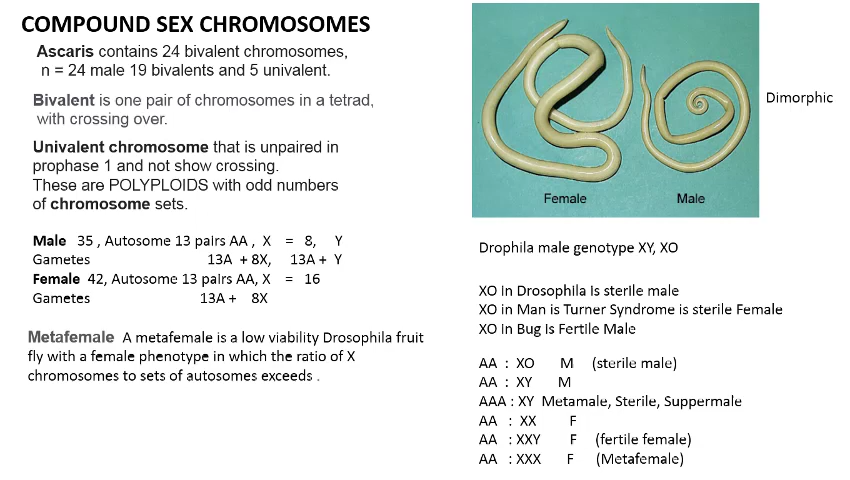 COMPOUND SEX CHROMOSOMES
Ascaris contains 24 bivalent chromosomes,
n = 24 male 19 bivalents and 5 univalent.
Bivalent is one pair of chromosomes in a tetrad,
with crossing over.
Univalent chromosome that is unpaired in
prophase 1 and not show crossing.
These are POLYPLOIDS with odd numbers
of chromosome sets.
Male 35 , Autosome 13 pairs AA , X = 8, Y
Gametes 13A + 8X, 13A + Y
Female 42, Autosome 13 pairs AA, X = 16
Gametes 13A + 8X
Metafemale A metafemale is a low viability Drosophila fruit
fly with a female phenotype in which the ratio of X
chromosomes to sets of autosomes exceeds .
Female
Male
Dimorphic
Drophila male genotype XY, XO
XO in Drosophila is sterile male
XO in Man is Turner Syndrome is sterile Female
XO in Bug is Fertile Male
AA : XO M (sterile male)
AA : XY M
AAA : XY Metamale, Sterile, Suppermale
AA : XX F
AA : XXY F (fertile female)
AA : XXX F (Metafemale)